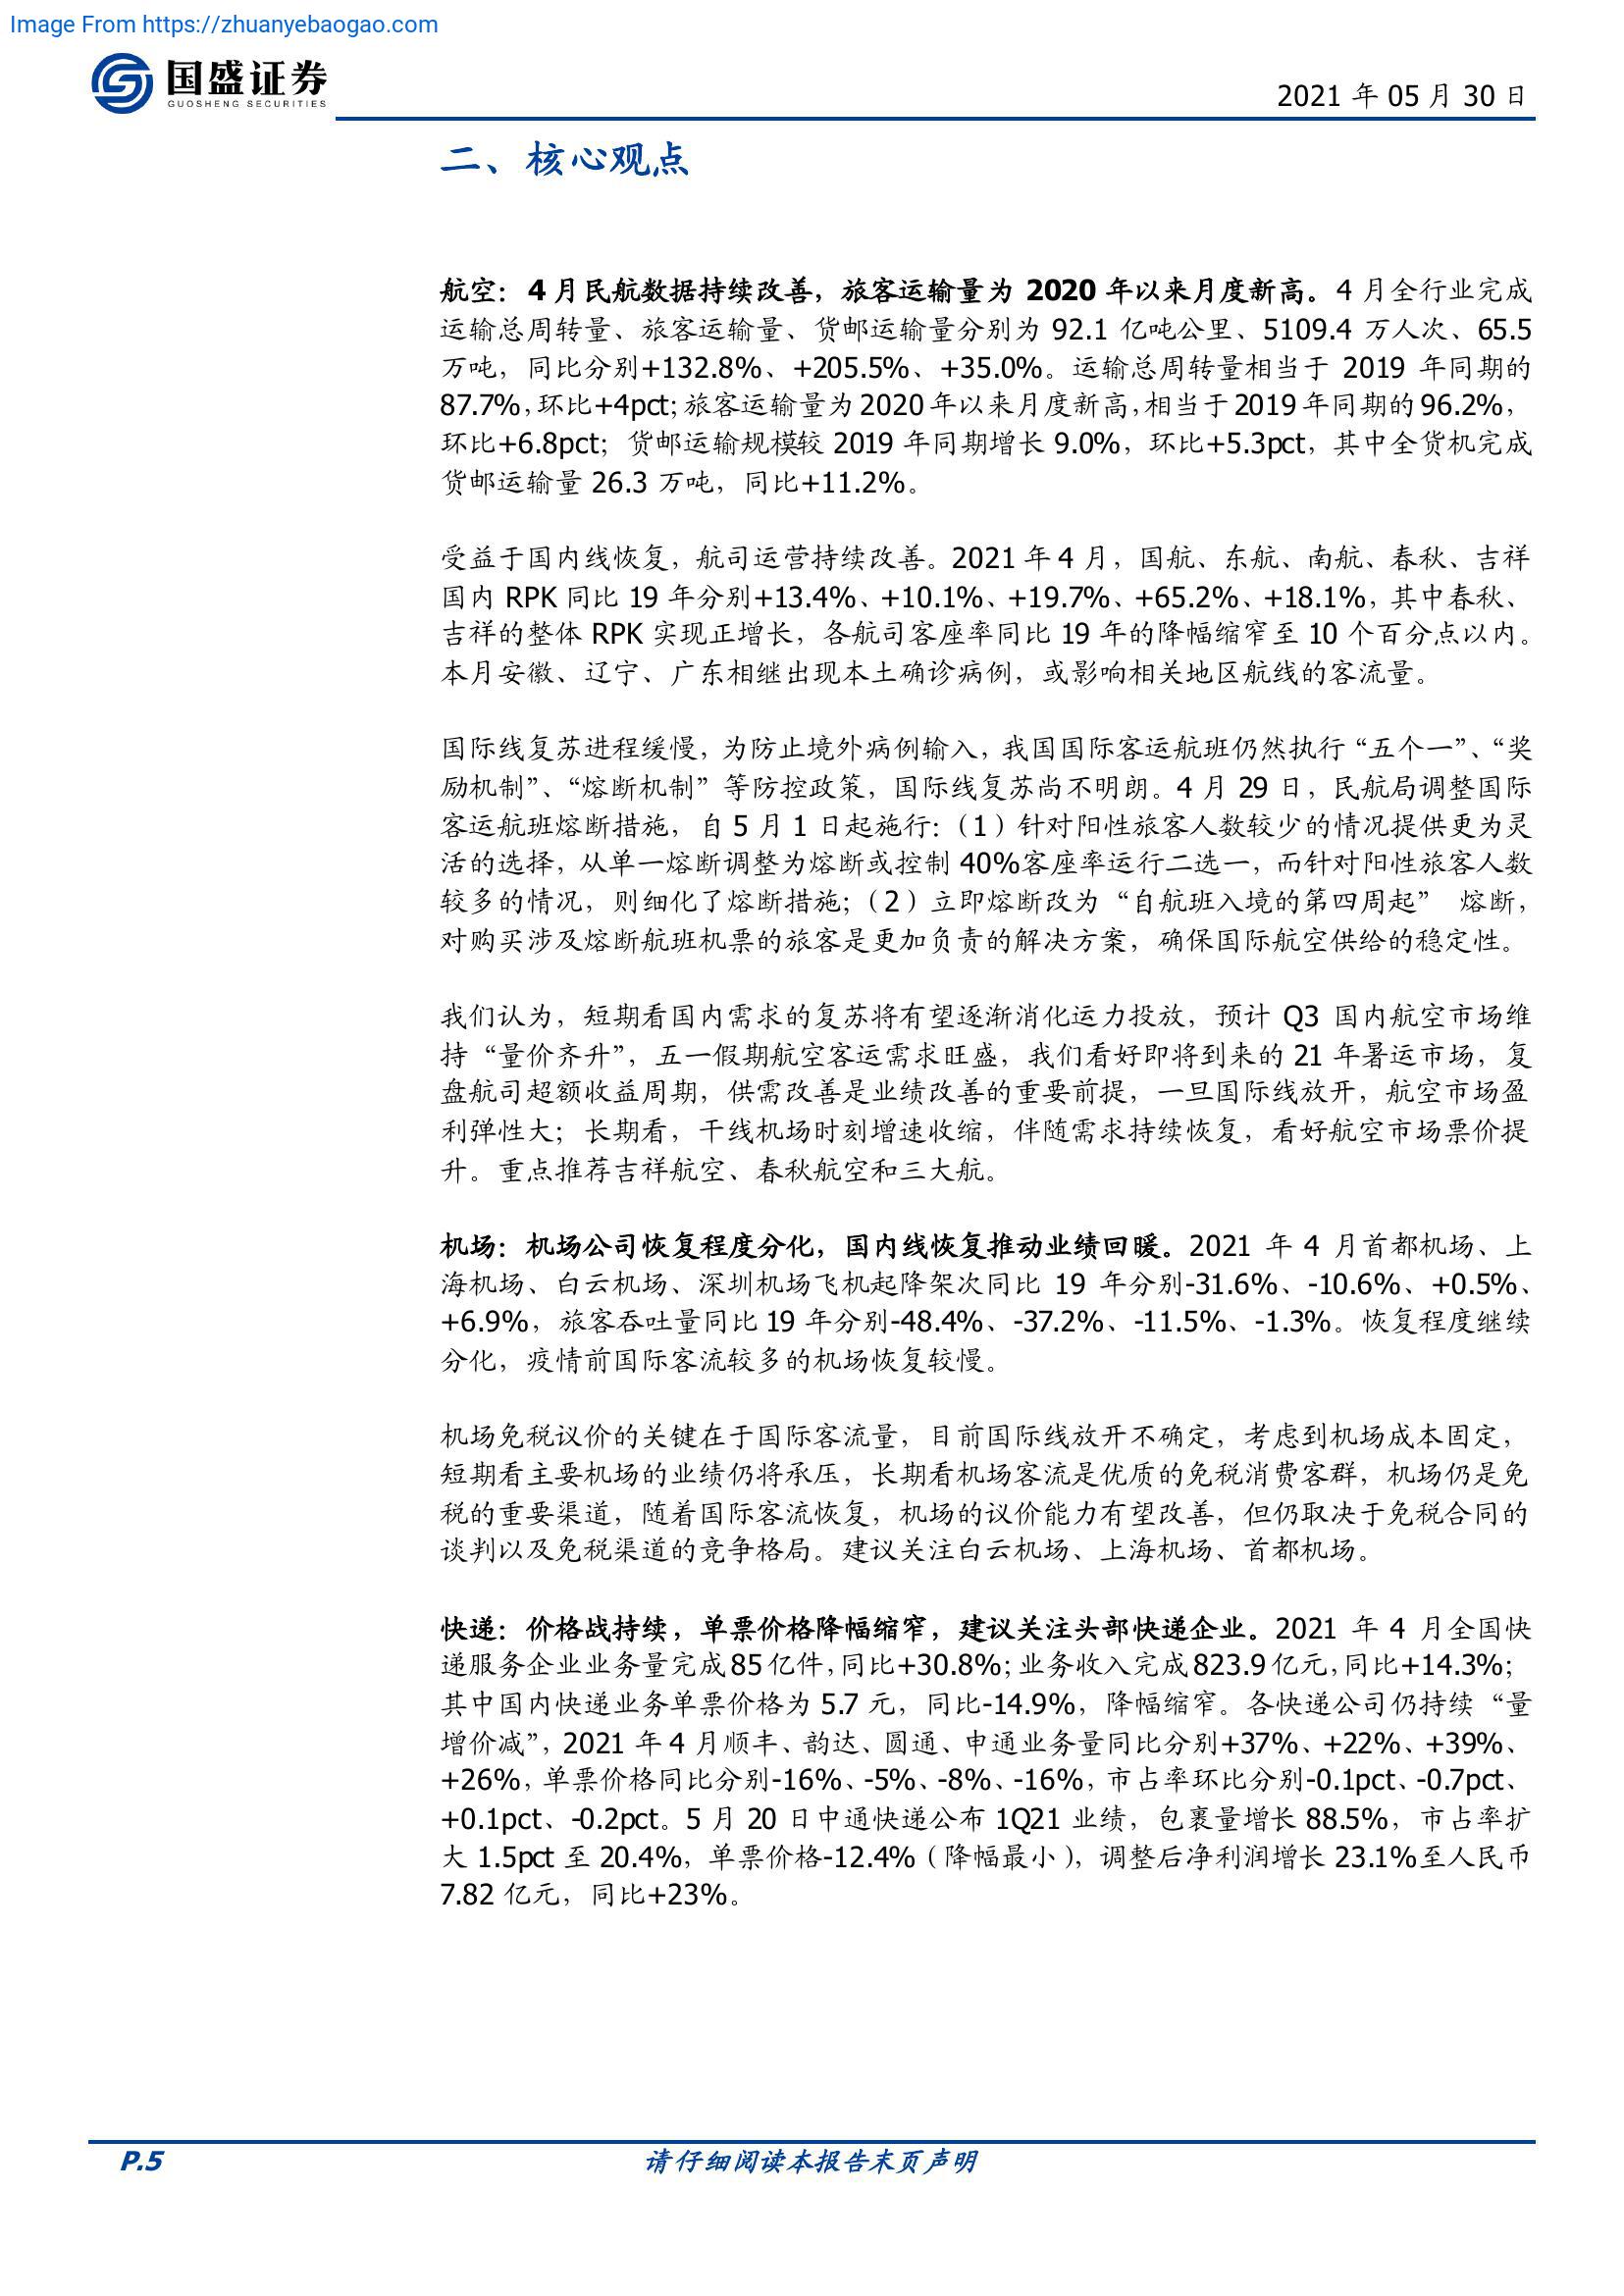 Image From https://zhuanyebaogao.com
国盛证券
GUOSHENG SECURITIES
2021 年 05 月 30 日
二、核心观点
航空：4 月民航数据持续改善，旅客运输量为 2020 年以来月度新高。4 月全行业完成
运输总周转量、旅客运输量、货邮运输量分别为 92.1 亿吨公里、5109.4 万人次、65.5
万吨，同比分别+132.8%、+205.5%、+35.0%。运输总周转量相当于 2019 年同期的
87.7%，环比+4pct；旅客运输量为 2020 年以来月度新高，相当于 2019 年同期的 96.2%，
环比+6.8pct；货邮运输规模较 2019 年同期增长 9.0%，环比+5.3pct，其中全货机完成
货邮运输量 26.3 万吨，同比+11.2%。
受益于国内线恢复，航司运营持续改善。2021 年 4 月，国航、东航、南航、春秋、吉祥
国内 RPK 同比 19 年分别+13.4%、+10.1%、+19.7%、+65.2%、+18.1%，其中春秋、
吉祥的整体 RPK 实现正增长，各航司客座率同比 19 年的降幅缩窄至 10 个百分点以内。
本月安徽、辽宁、广东相继出现本土确诊病例，或影响相关地区航线的客流量。
国际线复苏进程缓慢，为防止境外病例输入，我国国际客运航班仍然执行“五个一”、“奖
励机制”、“熔断机制”等防控政策，国际线复苏尚不明朗。4 月 29 日，民航局调整国际
客运航班熔断措施，自 5 月 1 日起施行：（1）针对阳性旅客人数较少的情况提供更为灵
活的选择，从单一熔断调整为熔断或控制 40%客座率运行二选一，而针对阳性旅客人数
较多的情况，则细化了熔断措施；（2）立即熔断改为“自航班入境的第四周起” 熔断，
对购买涉及熔断航班机票的旅客是更加负责的解决方案，确保国际航空供给的稳定性。
我们认为，短期看国内需求的复苏将有望逐渐消化运力投放，预计 Q3 国内航空市场维
持“量价齐升”，五一假期航空客运需求旺盛，我们看好即将到来的 21 年暑运市场，复
盘航司超额收益周期，供需改善是业绩改善的重要前提，一旦国际线放开，航空市场盈
利弹性大；长期看，干线机场时刻增速收缩，伴随需求持续恢复，看好航空市场票价提
升。重点推荐吉祥航空、春秋航空和三大航。
机场：机场公司恢复程度分化，国内线恢复推动业绩回暖。2021 年 4 月首都机场、上
海机场、白云机场、深圳机场飞机起降架次同比 19 年分别-31.6%、-10.6%、+0.5%、
+6.9%，旅客吞吐量同比 19 年分别-48.4%、-37.2%、-11.5%、-1.3%。恢复程度继续
分化，疫情前国际客流较多的机场恢复较慢。
机场免税议价的关键在于国际客流量，目前国际线放开不确定，考虑到机场成本固定，
短期看主要机场的业绩仍将承压，长期看机场客流是优质的免税消费客群，机场仍是免
税的重要渠道，随着国际客流恢复，机场的议价能力有望改善，但仍取决于免税合同的
谈判以及免税渠道的竞争格局。建议关注白云机场、上海机场、首都机场。
快递：价格战持续，单票价格降幅缩窄，建议关注头部快递企业。2021 年 4 月全国快
递服务企业业务量完成 85 亿件，同比+30.8%；业务收入完成 823.9 亿元，同比+14.3%；
其中国内快递业务单票价格为 5.7 元，同比-14.9%，降幅缩窄。各快递公司仍持续“量
增价减”，2021 年 4 月顺丰、韵达、圆通、申通业务量同比分别+37%、+22%、+39%、
+26%，单票价格同比分别-16%、-5%、-8%、-16%，市占率环比分别-0.1pct、-0.7pct、
+0.1pct、-0.2pct。5 月 20 日中通快递公布 1Q21 业绩，包裹量增长 88.5%，市占率扩
大 1.5pct 至 20.4%，单票价格-12.4%（降幅最小），调整后净利润增长 23.1%至人民币
7.82 亿元，同比+23%。
P.5
请仔细阅读本报告末页声明